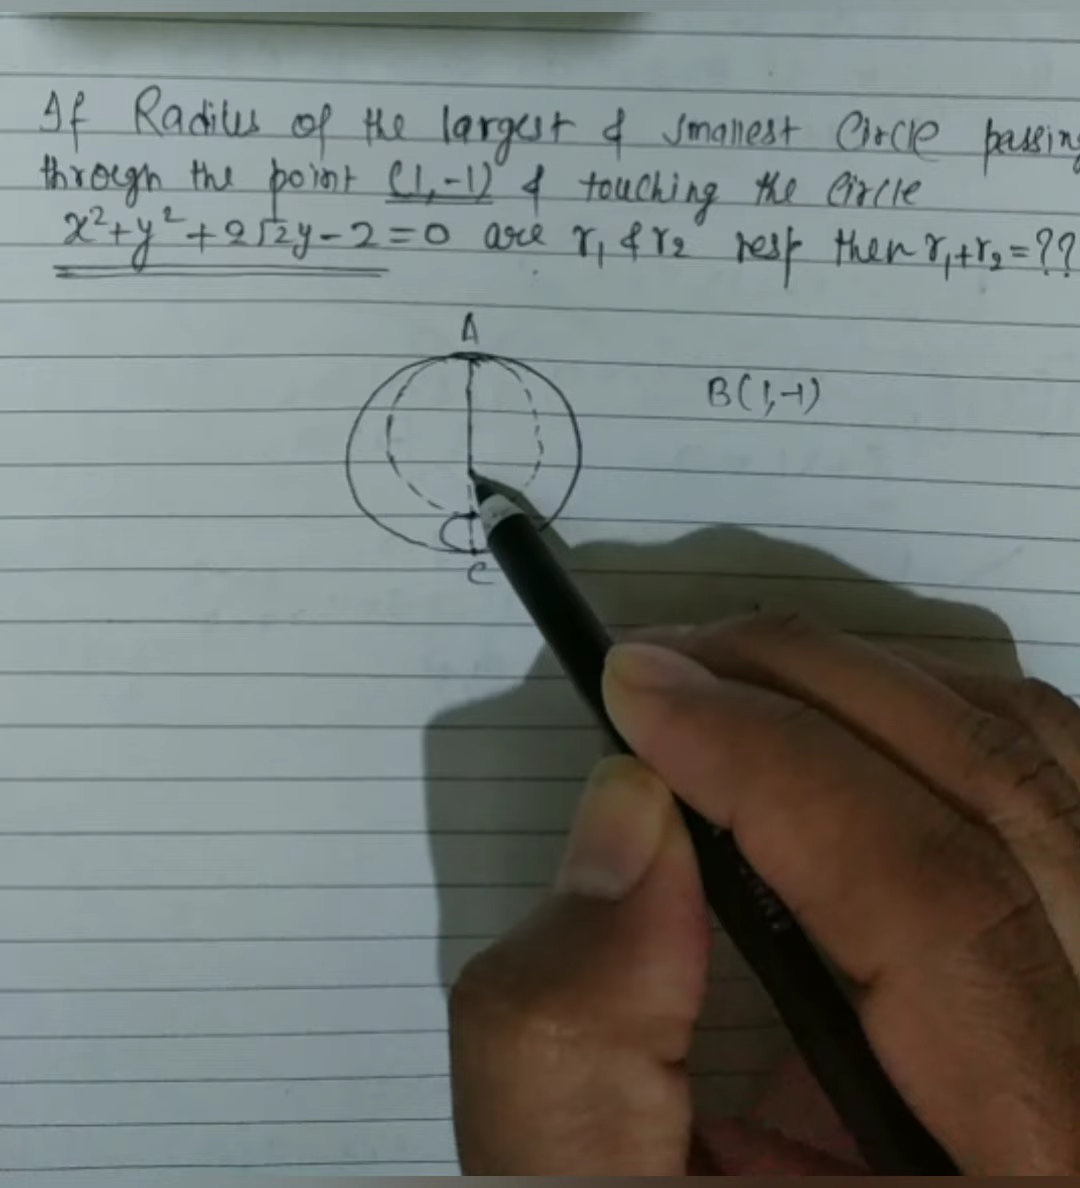 If Radius of the largest & smallest Circle passing
through the point (1,-1) & touching the Circle
x²+y²+2√2y-2=0 are r₁ & r₂ resp then r₁+r₂=??
A
B(1,-1)
C